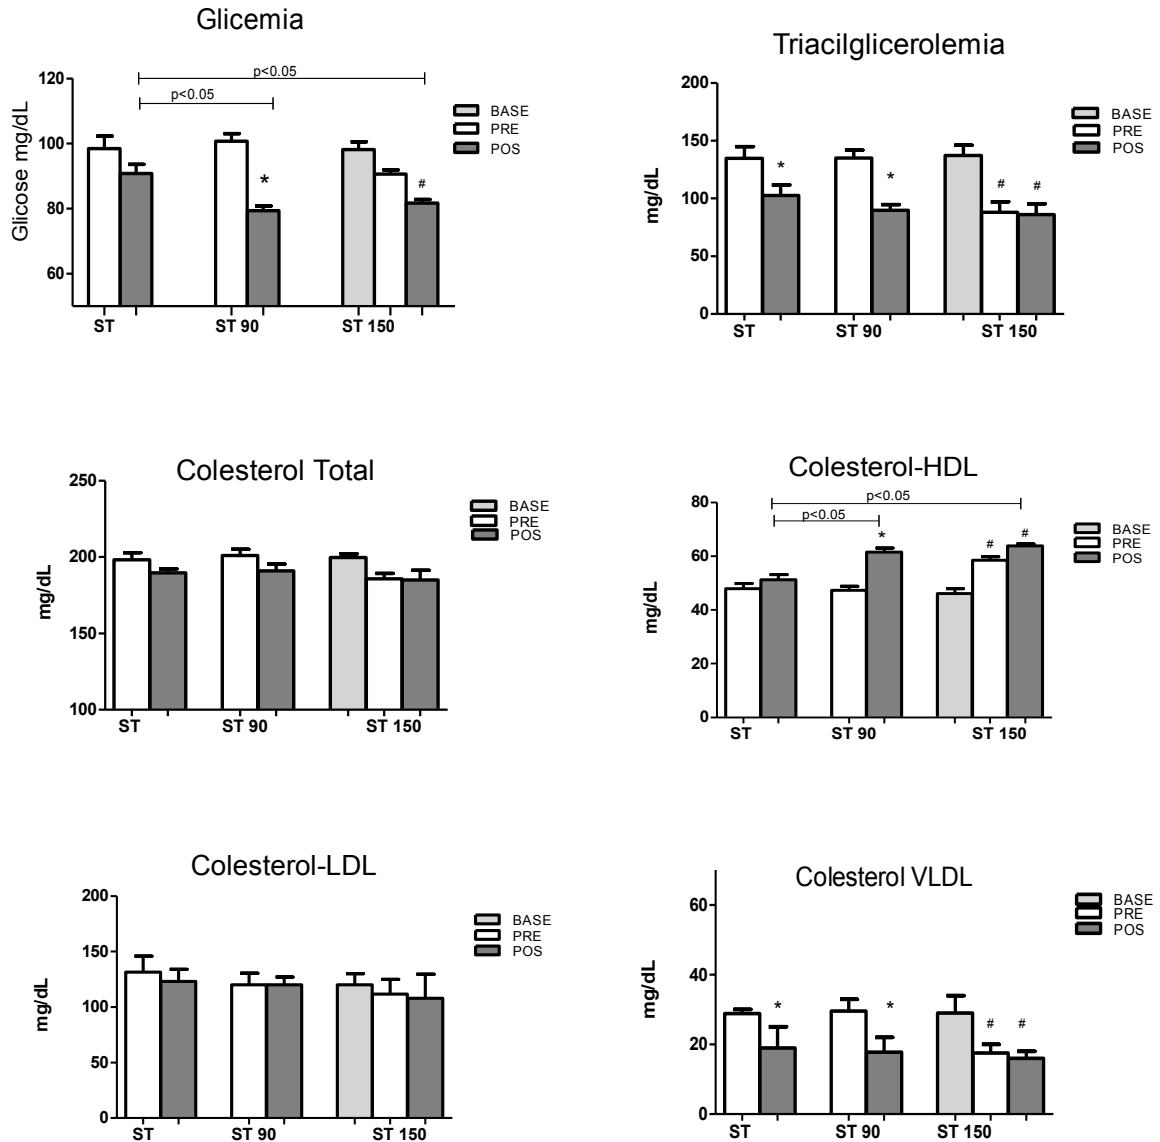 Glicemia
p<0.05
p<0.05
Glicose mg/dL
120
100
80
60
*
#
BASE
PRE
POS
ST
ST 90
ST 150
Triacilglicerolemia
mg/dL
200
150
100
50
0
*
*
#
#
BASE
PRE
POS
ST
ST 90
ST 150
Colesterol Total
mg/dL
250
200
150
100
BASE
PRE
POS
ST
ST 90
ST 150
Colesterol-HDL
p<0.05
p<0.05
mg/dL
80
60
40
20
0
*
#
#
BASE
PRE
POS
ST
ST 90
ST 150
Colesterol-LDL
mg/dL
200
150
100
50
0
BASE
PRE
POS
ST
ST 90
ST 150
Colesterol VLDL
mg/dL
60
40
20
0
*
*
#
#
BASE
PRE
POS
ST
ST 90
ST 150